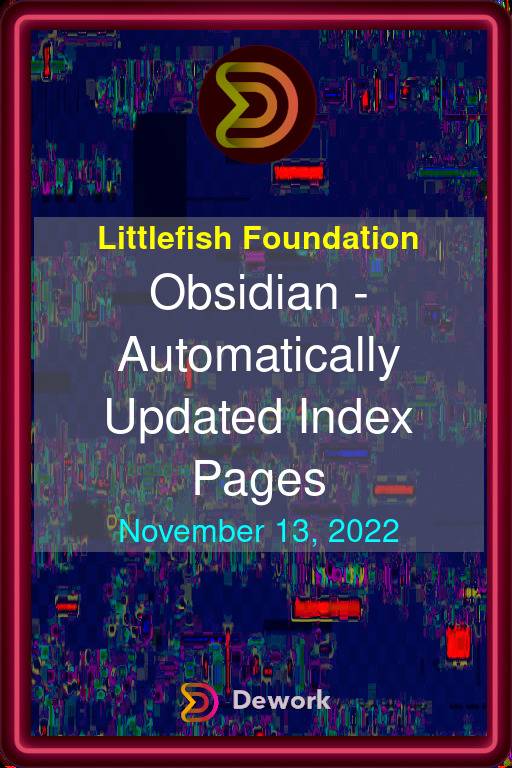 Littlefish Foundation
Obsidian -
Automatically
Updated Index
Pages
November 13, 2022
Dework